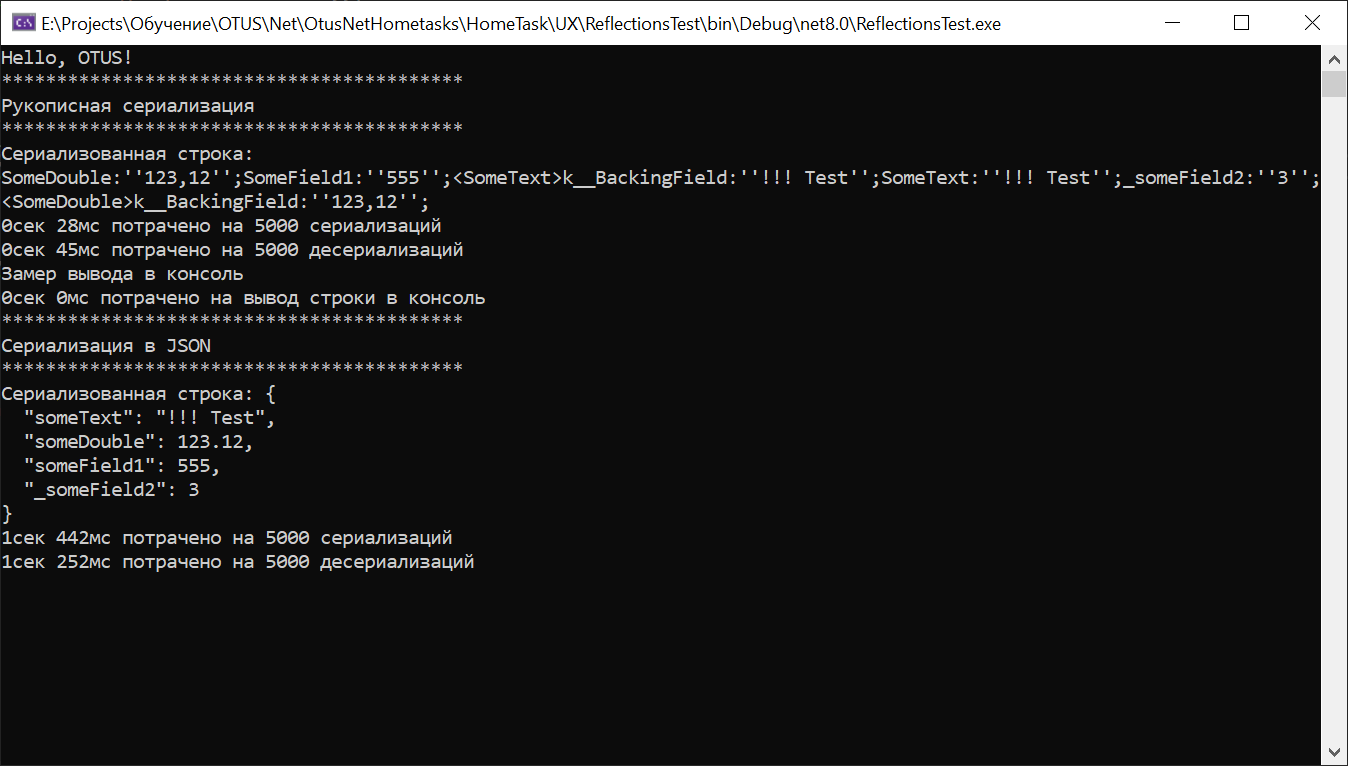 E:\Projects\Обучение\OTUS\Net\OtusNetHometasks\HomeTask\UX\ReflectionsTest\bin\Debug\net8.0\ReflectionsTest.exe
Hello, OTUS!
******************************************
Рукописная сериализация
******************************************
Сериализованная строка:
SomeDouble:''123,12'';SomeField1:''555'';<SomeText>k__BackingField:''!!! Test'';SomeText:''!!! Test'';_someField2:''3'';
<SomeDouble>k__BackingField:''123,12'';
0сек 28мс потрачено на 5000 сериализаций
0сек 45мс потрачено на 5000 десериализаций
Замер вывода в консоль
0сек 0мс потрачено на вывод строки в консоль
******************************************
Сериализация в JSON
******************************************
Сериализованная строка: {
  "someText": "!!! Test",
  "someDouble": 123.12,
  "someField1": 555,
  "_someField2": 3
}
1сек 442мс потрачено на 5000 сериализаций
1сек 252мс потрачено на 5000 десериализаций